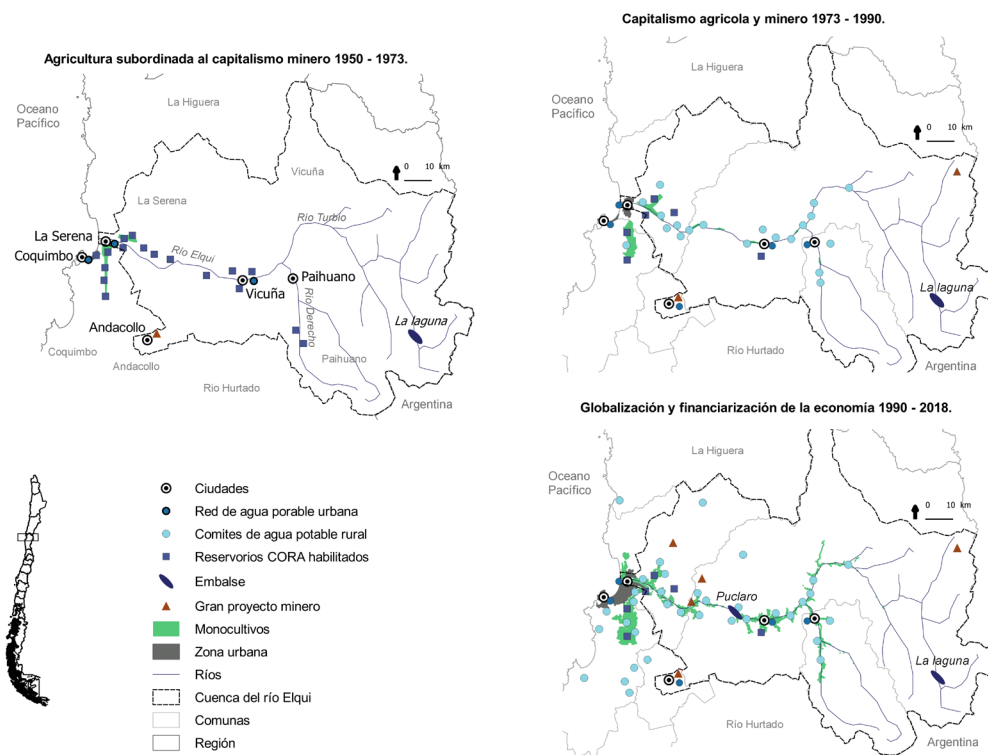 Agricultura subordinada al capitalismo minero 1950 - 1973.
Oceano
Pacífico
La Higuera
0 10 km
Vicuña
La Serena
Río Turbio
La Serena
Río Elqui
Coquimbo
Paihuano
Vicuña
Río Derecho
La laguna
Andacollo
Coquimbo
Andacollo
Paihuano
Rio Hurtado
Argentina
Capitalismo agricola y minero 1973 - 1990.
Oceano
Pacífico
La Higuera
0 10 km
La laguna
Río Hurtado
Argentina
Globalización y financiarización de la economía 1990 - 2018.
La Higuera
Oceano
Pacífico
0 10 km
Puclaro
La laguna
Río Hurtado
Argentina
Ciudades
Red de agua porable urbana
Comites de agua potable rural
Reservorios CORA habilitados
Embalse
Gran proyecto minero
Monocultivos
Zona urbana
Ríos
Cuenca del río Elqui
Comunas
Región